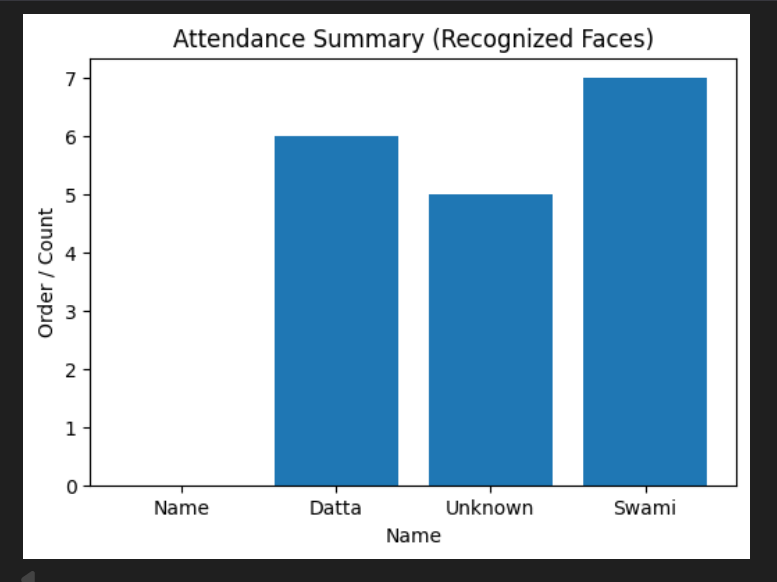 Attendance Summary (Recognized Faces)
Order / Count
7
6
5
4
3
2
1
0
Name Datta Unknown Swami
Name